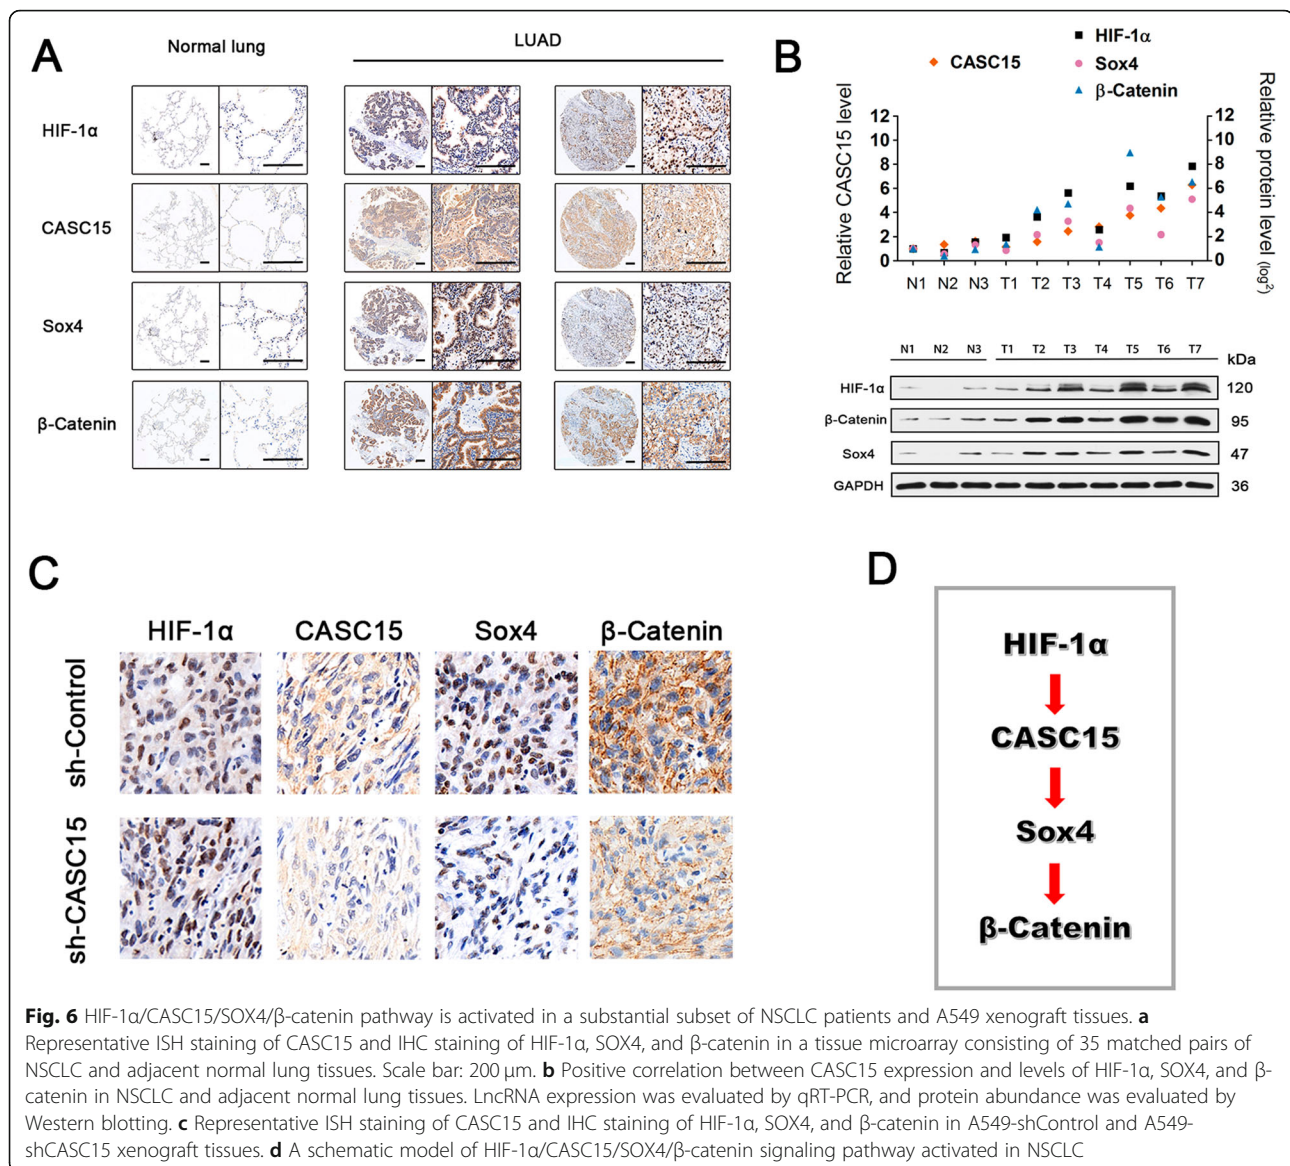 A
Normal lung
LUAD
HIF-1α
CASC15
Sox4
β-Catenin
B
CASC15
HIF-1α
Sox4
β-Catenin
Relative CASC15 level
Relative protein level (log²)
12
10
8
6
4
2
0
12
10
8
6
4
2
0
N1 N2 N3 T1 T2 T3 T4 T5 T6 T7
N1 N2 N3 T1 T2 T3 T4 T5 T6 T7 kDa
HIF-1α 120
β-Catenin 95
Sox4 47
GAPDH 36
C
HIF-1α CASC15 Sox4 β-Catenin
sh-Control
sh-CASC15
D
HIF-1α
CASC15
Sox4
β-Catenin
Fig. 6 HIF-1α/CASC15/SOX4/β-catenin pathway is activated in a substantial subset of NSCLC patients and A549 xenograft tissues. a
Representative ISH staining of CASC15 and IHC staining of HIF-1α, SOX4, and β-catenin in a tissue microarray consisting of 35 matched pairs of
NSCLC and adjacent normal lung tissues. Scale bar: 200 μm. b Positive correlation between CASC15 expression and levels of HIF-1α, SOX4, and β-
catenin in NSCLC and adjacent normal lung tissues. LncRNA expression was evaluated by qRT-PCR, and protein abundance was evaluated by
Western blotting. c Representative ISH staining of CASC15 and IHC staining of HIF-1α, SOX4, and β-catenin in A549-shControl and A549-
shCASC15 xenograft tissues. d A schematic model of HIF-1α/CASC15/SOX4/β-catenin signaling pathway activated in NSCLC